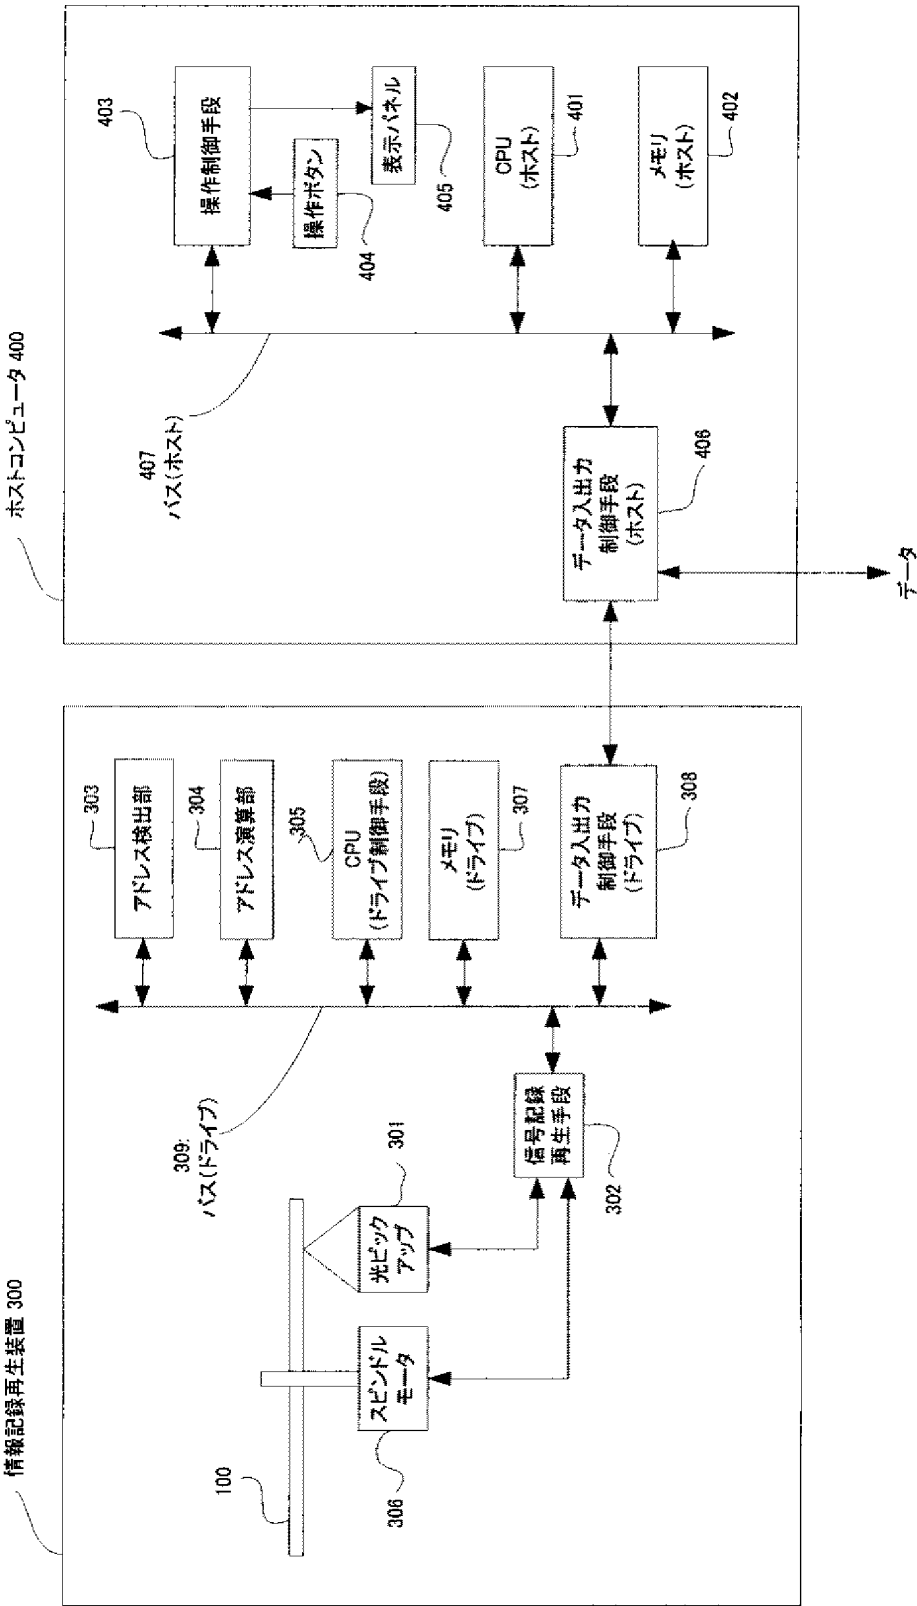 情報記録再生装置 300
100
306
スピンドル
モータ
301
光ピック
アップ
302
信号記録
再生手段
309:
バス(ドライブ)
303
アドレス検出部
304
アドレス演算部
305
CPU
(ドライブ制御手段)
307
メモリ
(ドライブ)
308
データ入出力
制御手段
(ドライブ)
ホストコンピュータ 400
407
バス(ホスト)
406
データ入出力
制御手段
(ホスト)
データ
403
操作制御手段
404
操作ボタン
405
表示パネル
401
CPU
(ホスト)
402
メモリ
(ホスト)